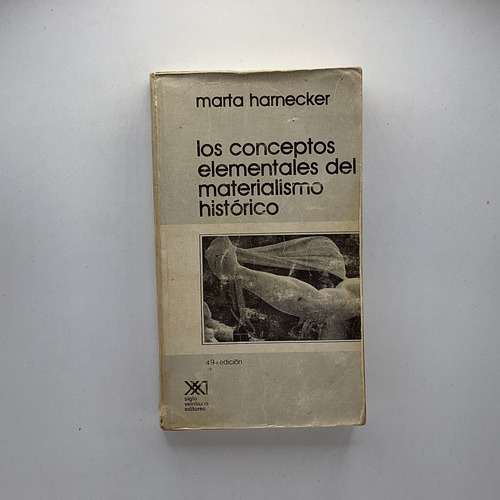 marta harnecker
los conceptos
elementales del
materialismo
histórico
49a edición
siglo
veintiuno
editores